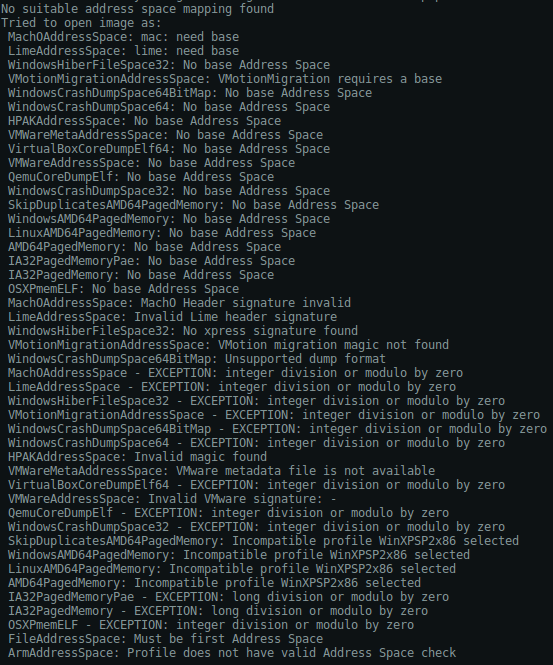 No suitable address space mapping found
Tried to open image as:
MachOAddressSpace: mac: need base
LimeAddressSpace: lime: need base
WindowsHiberFileSpace32: No base Address Space
VMotionMigrationAddressSpace: VMotionMigration requires a base
WindowsCrashDumpSpace64BitMap: No base Address Space
WindowsCrashDumpSpace64: No base Address Space
HPAKAddressSpace: No base Address Space
VMWareMetaAddressSpace: No base Address Space
VirtualBoxCoreDumpElf64: No base Address Space
VMWareAddressSpace: No base Address Space
QemuCoreDumpElf: No base Address Space
WindowsCrashDumpSpace32: No base Address Space
SkipDuplicatesAMD64PagedMemory: No base Address Space
WindowsAMD64PagedMemory: No base Address Space
LinuxAMD64PagedMemory: No base Address Space
AMD64PagedMemory: No base Address Space
IA32PagedMemoryPae: No base Address Space
IA32PagedMemory: No base Address Space
OSXPmemELF: No base Address Space
MachOAddressSpace: MachO Header signature invalid
LimeAddressSpace: Invalid Lime header signature
WindowsHiberFileSpace32: No xpress signature found
VMotionMigrationAddressSpace: VMotion migration magic not found
WindowsCrashDumpSpace64BitMap: Unsupported dump format
MachOAddressSpace - EXCEPTION: integer division or modulo by zero
LimeAddressSpace - EXCEPTION: integer division or modulo by zero
WindowsHiberFileSpace32 - EXCEPTION: integer division or modulo by zero
VMotionMigrationAddressSpace - EXCEPTION: integer division or modulo by zero
WindowsCrashDumpSpace64BitMap - EXCEPTION: integer division or modulo by zero
WindowsCrashDumpSpace64 - EXCEPTION: integer division or modulo by zero
HPAKAddressSpace: Invalid magic found
VMWareMetaAddressSpace: VMware metadata file is not available
VirtualBoxCoreDumpElf64 - EXCEPTION: integer division or modulo by zero
VMWareAddressSpace: Invalid VMware signature: -
QemuCoreDumpElf - EXCEPTION: integer division or modulo by zero
WindowsCrashDumpSpace32 - EXCEPTION: integer division or modulo by zero
SkipDuplicatesAMD64PagedMemory: Incompatible profile WinXPSP2x86 selected
WindowsAMD64PagedMemory: Incompatible profile WinXPSP2x86 selected
LinuxAMD64PagedMemory: Incompatible profile WinXPSP2x86 selected
AMD64PagedMemory: Incompatible profile WinXPSP2x86 selected
IA32PagedMemoryPae - EXCEPTION: long division or modulo by zero
IA32PagedMemory - EXCEPTION: long division or modulo by zero
OSXPmemELF - EXCEPTION: integer division or modulo by zero
FileAddressSpace: Must be first Address Space
ArmAddressSpace: Profile does not have valid Address Space check